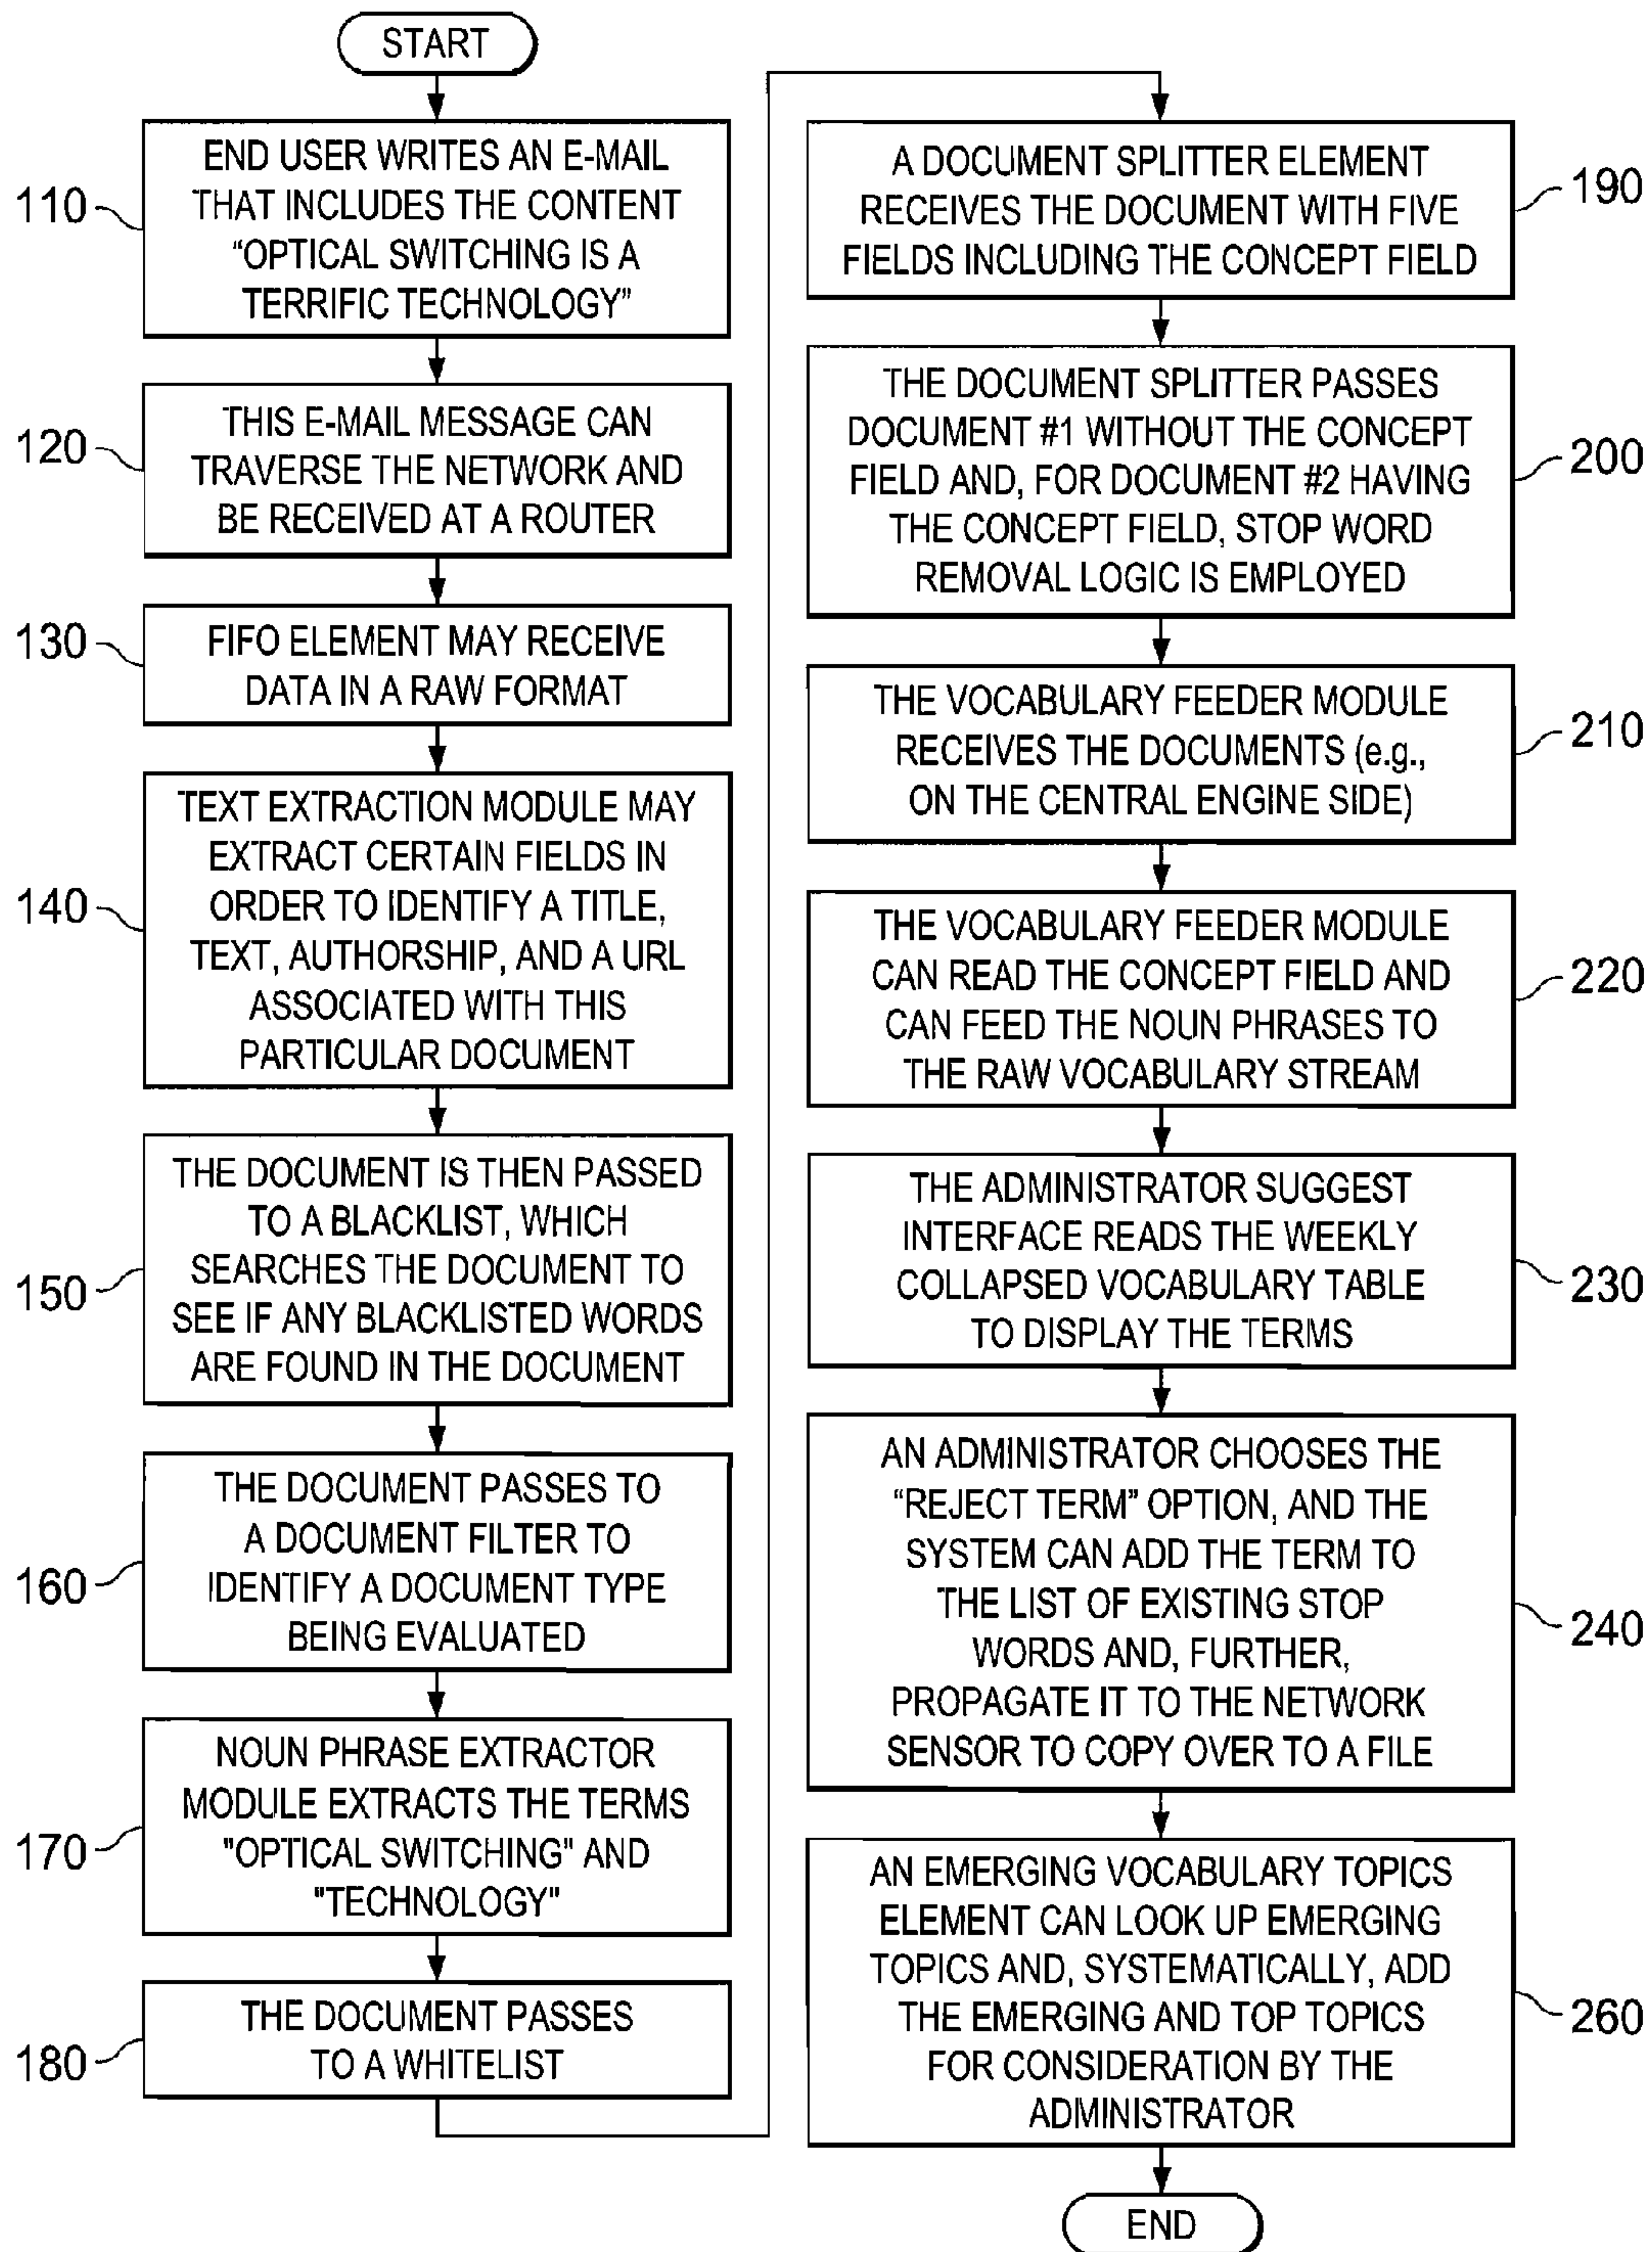 START
110
END USER WRITES AN E-MAIL
THAT INCLUDES THE CONTENT
“OPTICAL SWITCHING IS A
TERRIFIC TECHNOLOGY”
120
THIS E-MAIL MESSAGE CAN
TRAVERSE THE NETWORK AND
BE RECEIVED AT A ROUTER
130
FIFO ELEMENT MAY RECEIVE
DATA IN A RAW FORMAT
140
TEXT EXTRACTION MODULE MAY
EXTRACT CERTAIN FIELDS IN
ORDER TO IDENTIFY A TITLE,
TEXT, AUTHORSHIP, AND A URL
ASSOCIATED WITH THIS
PARTICULAR DOCUMENT
150
THE DOCUMENT IS THEN PASSED
TO A BLACKLIST, WHICH
SEARCHES THE DOCUMENT TO
SEE IF ANY BLACKLISTED WORDS
ARE FOUND IN THE DOCUMENT
160
THE DOCUMENT PASSES TO
A DOCUMENT FILTER TO
IDENTIFY A DOCUMENT TYPE
BEING EVALUATED
170
NOUN PHRASE EXTRACTOR
MODULE EXTRACTS THE TERMS
"OPTICAL SWITCHING" AND
"TECHNOLOGY"
180
THE DOCUMENT PASSES
TO A WHITELIST
A DOCUMENT SPLITTER ELEMENT
RECEIVES THE DOCUMENT WITH FIVE
FIELDS INCLUDING THE CONCEPT FIELD
190
THE DOCUMENT SPLITTER PASSES
DOCUMENT #1 WITHOUT THE CONCEPT
FIELD AND, FOR DOCUMENT #2 HAVING
THE CONCEPT FIELD, STOP WORD
REMOVAL LOGIC IS EMPLOYED
200
THE VOCABULARY FEEDER MODULE
RECEIVES THE DOCUMENTS (e.g.,
ON THE CENTRAL ENGINE SIDE)
210
THE VOCABULARY FEEDER MODULE
CAN READ THE CONCEPT FIELD AND
CAN FEED THE NOUN PHRASES TO
THE RAW VOCABULARY STREAM
220
THE ADMINISTRATOR SUGGEST
INTERFACE READS THE WEEKLY
COLLAPSED VOCABULARY TABLE
TO DISPLAY THE TERMS
230
AN ADMINISTRATOR CHOOSES THE
“REJECT TERM” OPTION, AND THE
SYSTEM CAN ADD THE TERM TO
THE LIST OF EXISTING STOP
WORDS AND, FURTHER,
PROPAGATE IT TO THE NETWORK
SENSOR TO COPY OVER TO A FILE
240
AN EMERGING VOCABULARY TOPICS
ELEMENT CAN LOOK UP EMERGING
TOPICS AND, SYSTEMATICALLY, ADD
THE EMERGING AND TOP TOPICS
FOR CONSIDERATION BY THE
ADMINISTRATOR
260
END